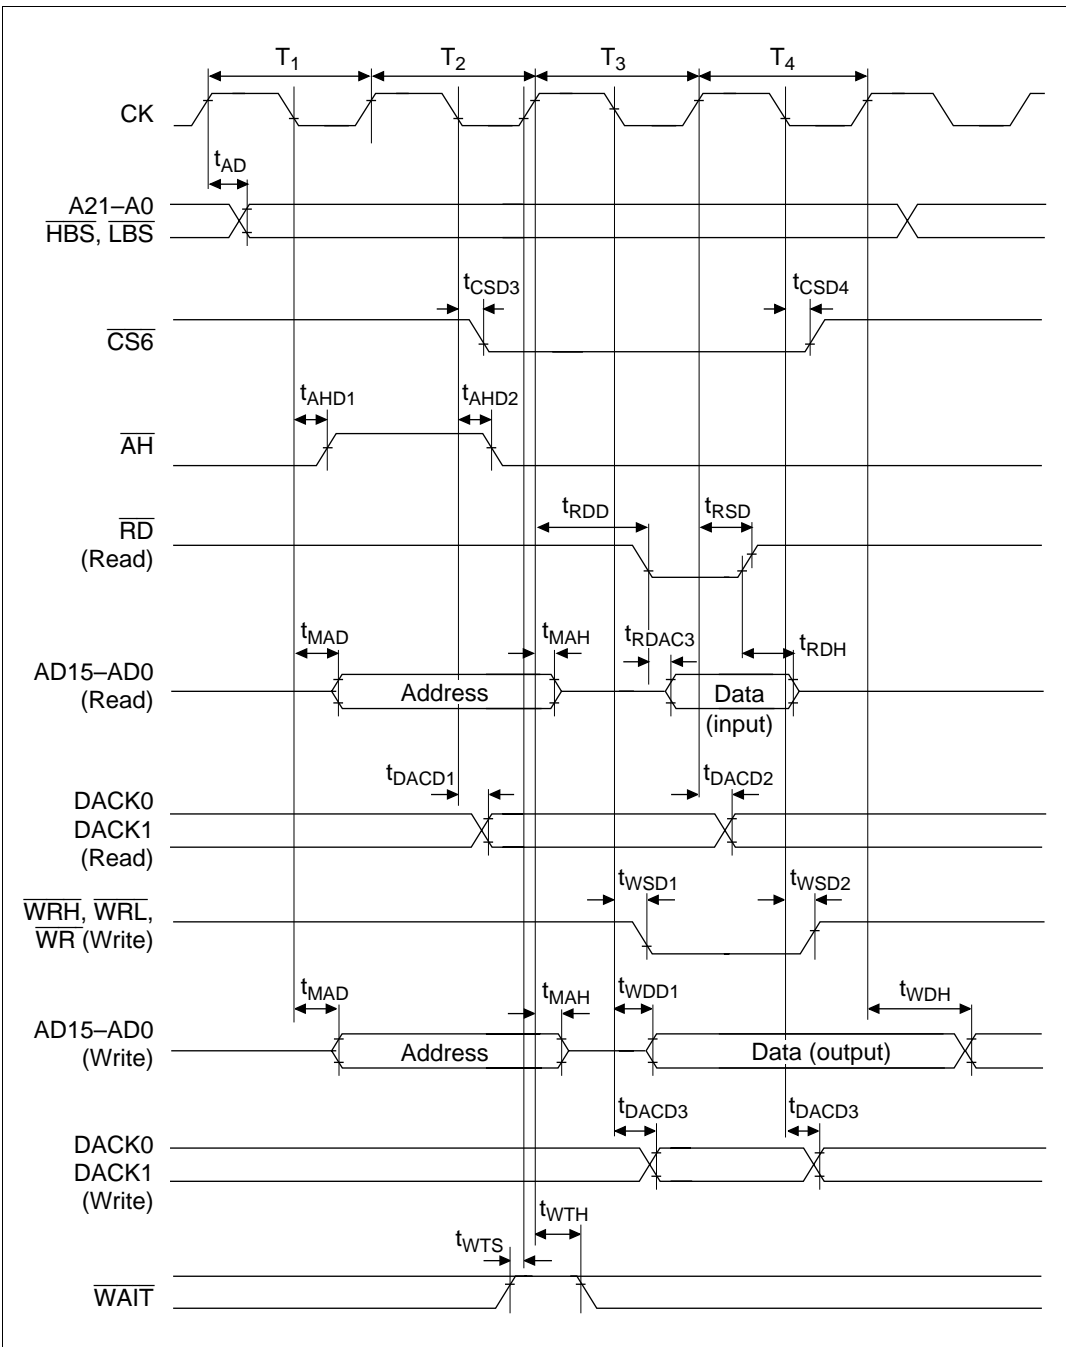 T1 T2 T3 T4
CK
tAD
A21–A0
HBS, LBS
tCSD3 tCSD4
CS6
tAHD1 tAHD2
AH
tRDD tRSD
RD
(Read)
tMAD tMAH tRDAC3 tRDH
AD15–AD0
(Read)
Address
Data
(input)
tDACD1 tDACD2
DACK0
DACK1
(Read)
tWSD1 tWSD2
WRH, WRL,
WR (Write)
tMAD tMAH tWDD1 tWDH
AD15–AD0
(Write)
Address Data (output)
tDACD3 tDACD3
DACK0
DACK1
(Write)
tWTH
tWTS
WAIT